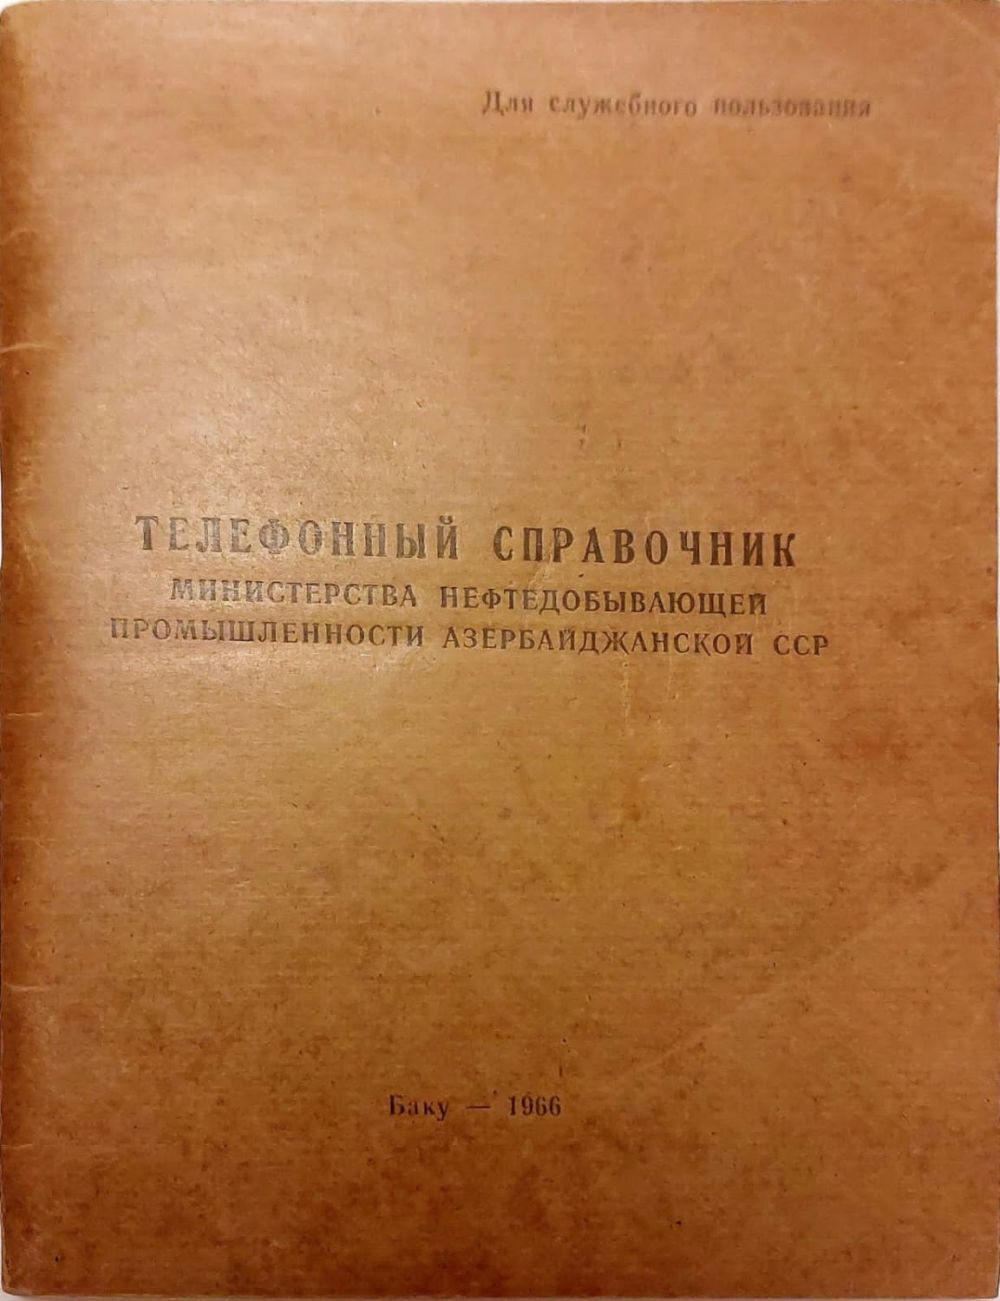 Для служебного пользования
ТЕЛЕФОННЫЙ СПРАВОЧНИК
МИНИСТЕРСТВА НЕФТЕДОБЫВАЮЩЕЙ
ПРОМЫШЛЕННОСТИ АЗЕРБАЙДЖАНСКОЙ ССР
Баку — 1966